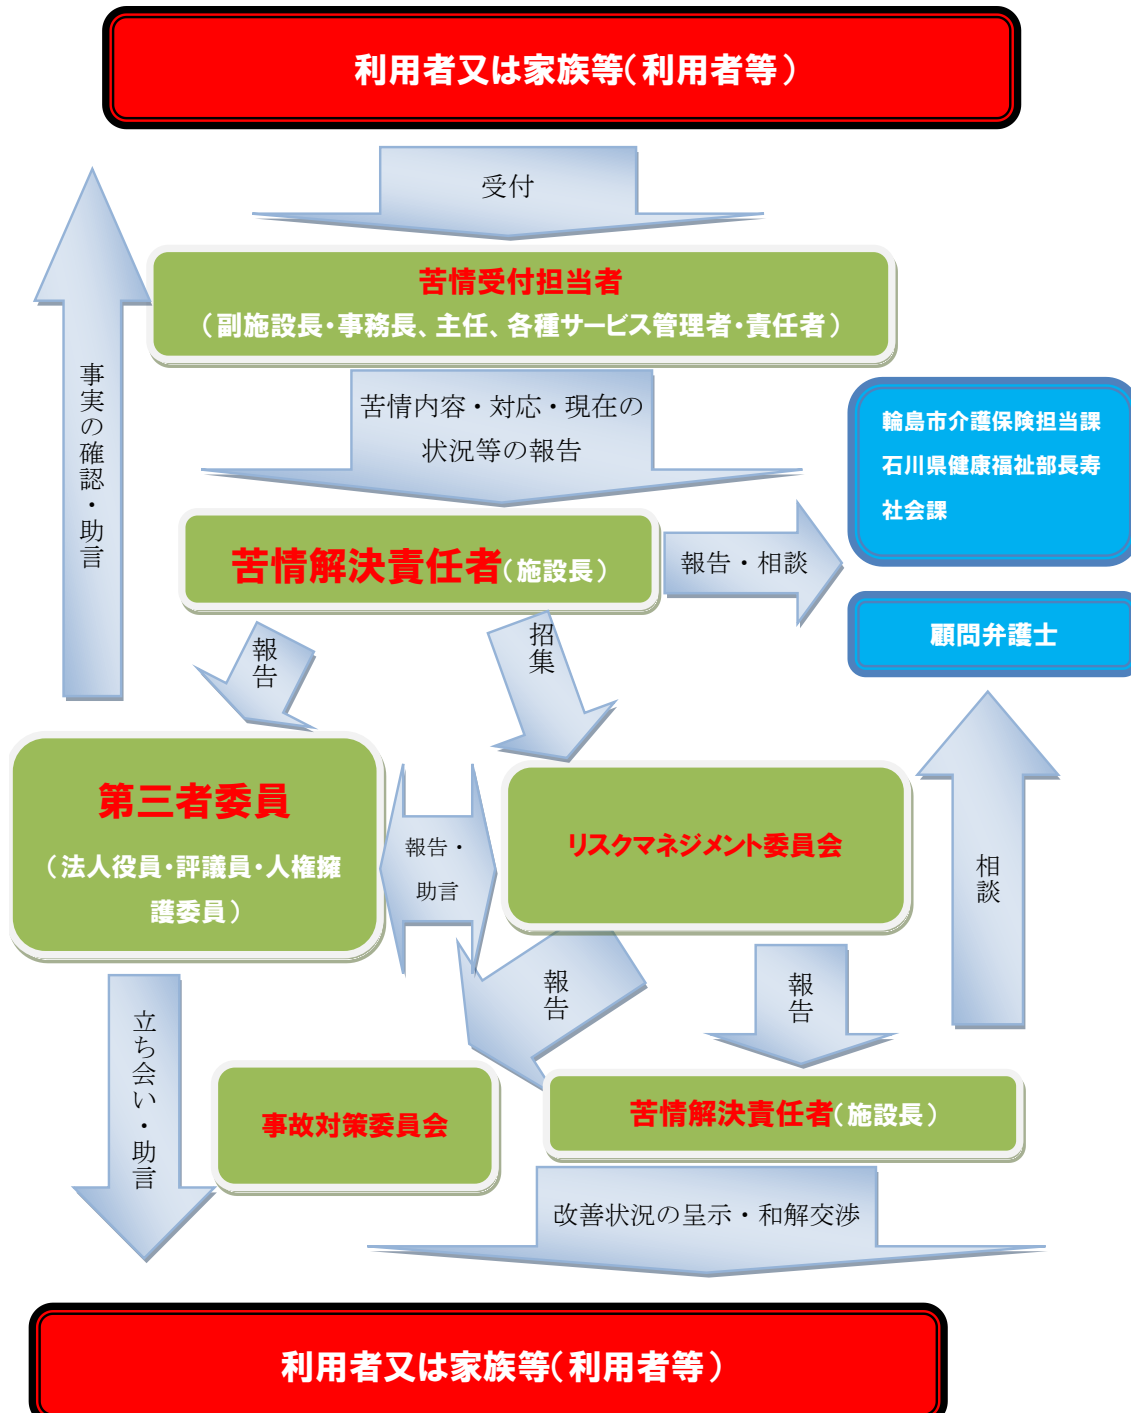 利用者又は家族等(利用者等)
受付
苦情受付担当者
(副施設長・事務長、主任、各種サービス管理者・責任者)
事実の確認・助言
苦情内容・対応・現在の
状況等の報告
輪島市介護保険担当課
石川県健康福祉部長寿
社会課
苦情解決責任者(施設長)
報告・相談
顧問弁護士
報告
招集
第三者委員
(法人役員・評議員・人権擁
護委員)
報告・
助言
リスクマネジメント委員会
相談
報告
報告
立ち会い・助言
事故対策委員会
苦情解決責任者(施設長)
改善状況の呈示・和解交渉
利用者又は家族等(利用者等)